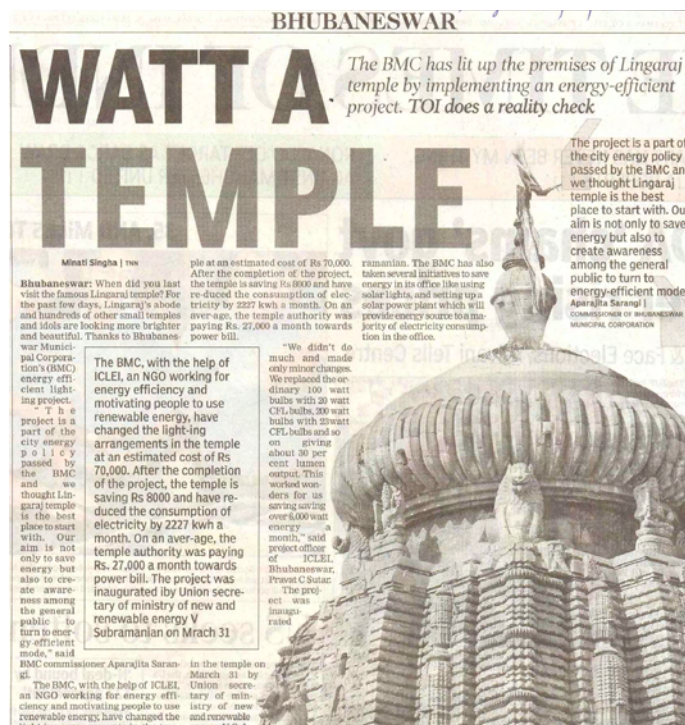 BHUBANESWAR
WATT A
TEMPLE
The BMC has lit up the premises of Lingaraj
temple by implementing an energy-efficient
project. TOI does a reality check
The project is a part of
the city energy policy
passed by the BMC an
we thought Lingaraj
temple is the best
place to start with. Ou
aim is not only to save
energy but also to
create awareness
among the general
public to turn to
energy-efficient mode
Aparajita Sarangi |
COMMISSIONER OF BHUBANESWAR
MUNICIPAL CORPORATION
Minati Singha | TNN
Bhubaneswar: When did you last
visit the famous Lingaraj temple? For
the past few days, Lingaraj's abode
and hundreds of other small temples
and idols are looking more brighter
and beautiful. Thanks to Bhubanes-
war Munici-
pal Corpora-
tion's (BMC)
energy effi-
cient light-
ing project.
"The
project is a
part of the
city energy
policy
passed by
the BMC
and we
thought Lin-
garaj temple
is the best
place to start
with. Our
aim is not
only to save
energy but
also to cre-
ate aware-
ness among
the general
public to
turn to ener-
gy-efficient
mode," said
BMC commissioner Aparajita Saran-
gi.
The BMC, with the help of ICLEI,
an NGO working for energy effi-
ciency and motivating people to use
renewable energy, have changed the
ple at an estimated cost of Rs 70,000.
After the completion of the project,
the temple is saving Rs 8000 and have
re-duced the consumption of elec-
tricity by 2227 kwh a month. On an
aver-age, the temple authority was
paying Rs. 27,000 a month towards
power bill.
"We didn't do
much and made
only minor changes.
We replaced the or-
dinary 100 watt
bulbs with 20 watt
CFL bulbs, 200 watt
bulbs with 23 watt
CFL bulbs and so
on giving
about 30 per
cent lumen
output. This
worked won-
ders for us
saving saving
over 6,000 watt
energy a
month," said
project officer
of ICLEI,
Bhubaneswar,
Pravat C Sutar.
The proj-
ect was
inaugu-
rated
in the temple on
March 31 by
Union secre-
tary of min-
istry of new
and renewable
ramanian. The BMC has also
taken several initiatives to save
energy in its office like using
solar lights, and setting up a
solar power plant which will
provide energy source to a ma-
jority of electricity consump-
tion in the office.
The BMC, with the help of
ICLEI, an NGO working for
energy efficiency and
motivating people to use
renewable energy, have
changed the light-ing
arrangements in the temple
at an estimated cost of Rs
70,000. After the completion
of the project, the temple is
saving Rs 8000 and have re-
duced the consumption of
electricity by 2227 kwh a
month. On an aver-age, the
temple authority was paying
Rs. 27,000 a month towards
power bill. The project was
inaugurated iby Union secre-
tary of ministry of new and
renewable energy V
Subramanian on Mrach 31